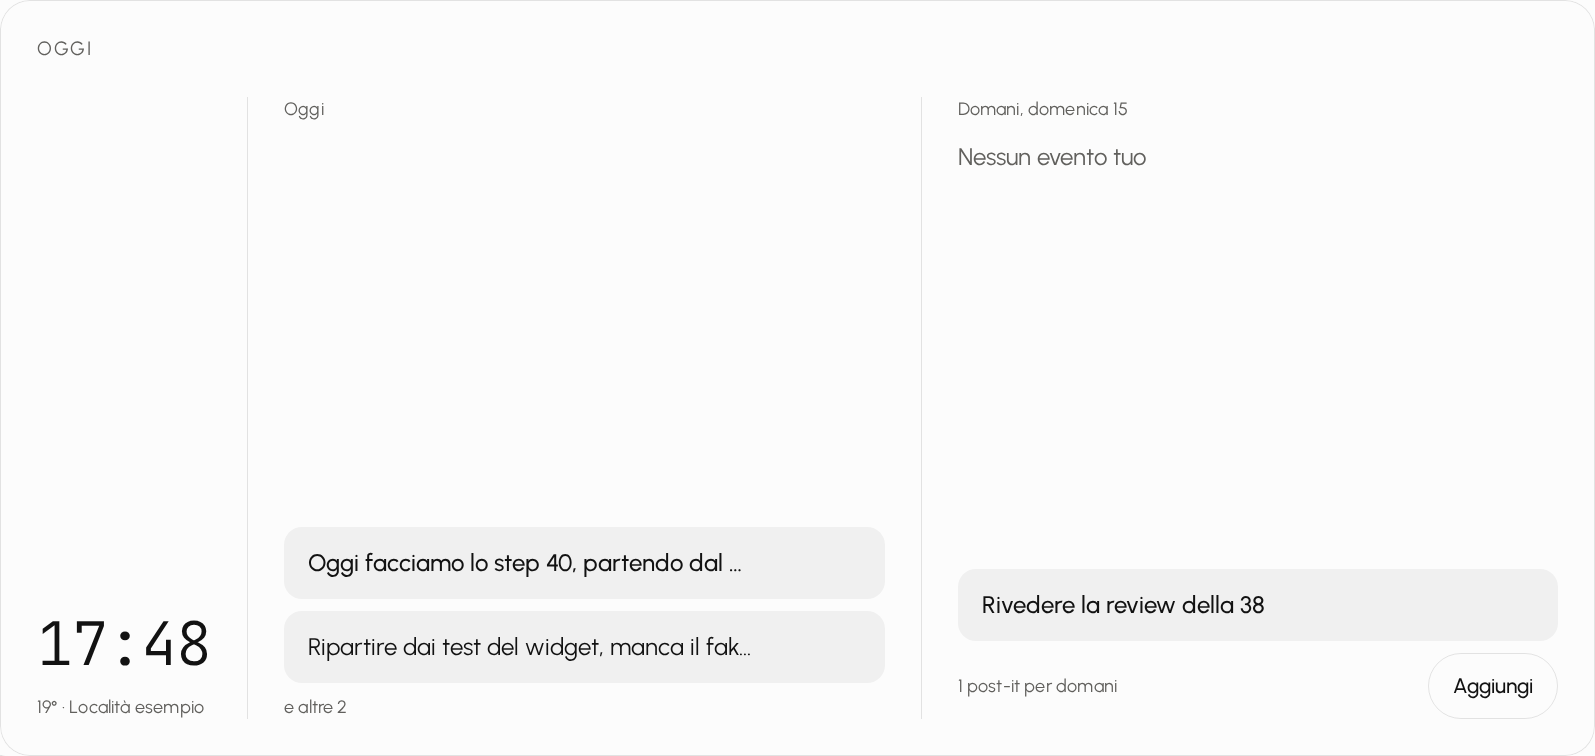 OGGI
17:48
19° · Località esempio
Oggi
Oggi facciamo lo step 40, partendo dal ...
Ripartire dai test del widget, manca il fak...
e altre 2
Domani, domenica 15
Nessun evento tuo
Rivedere la review della 38
1 post-it per domani
Aggiungi